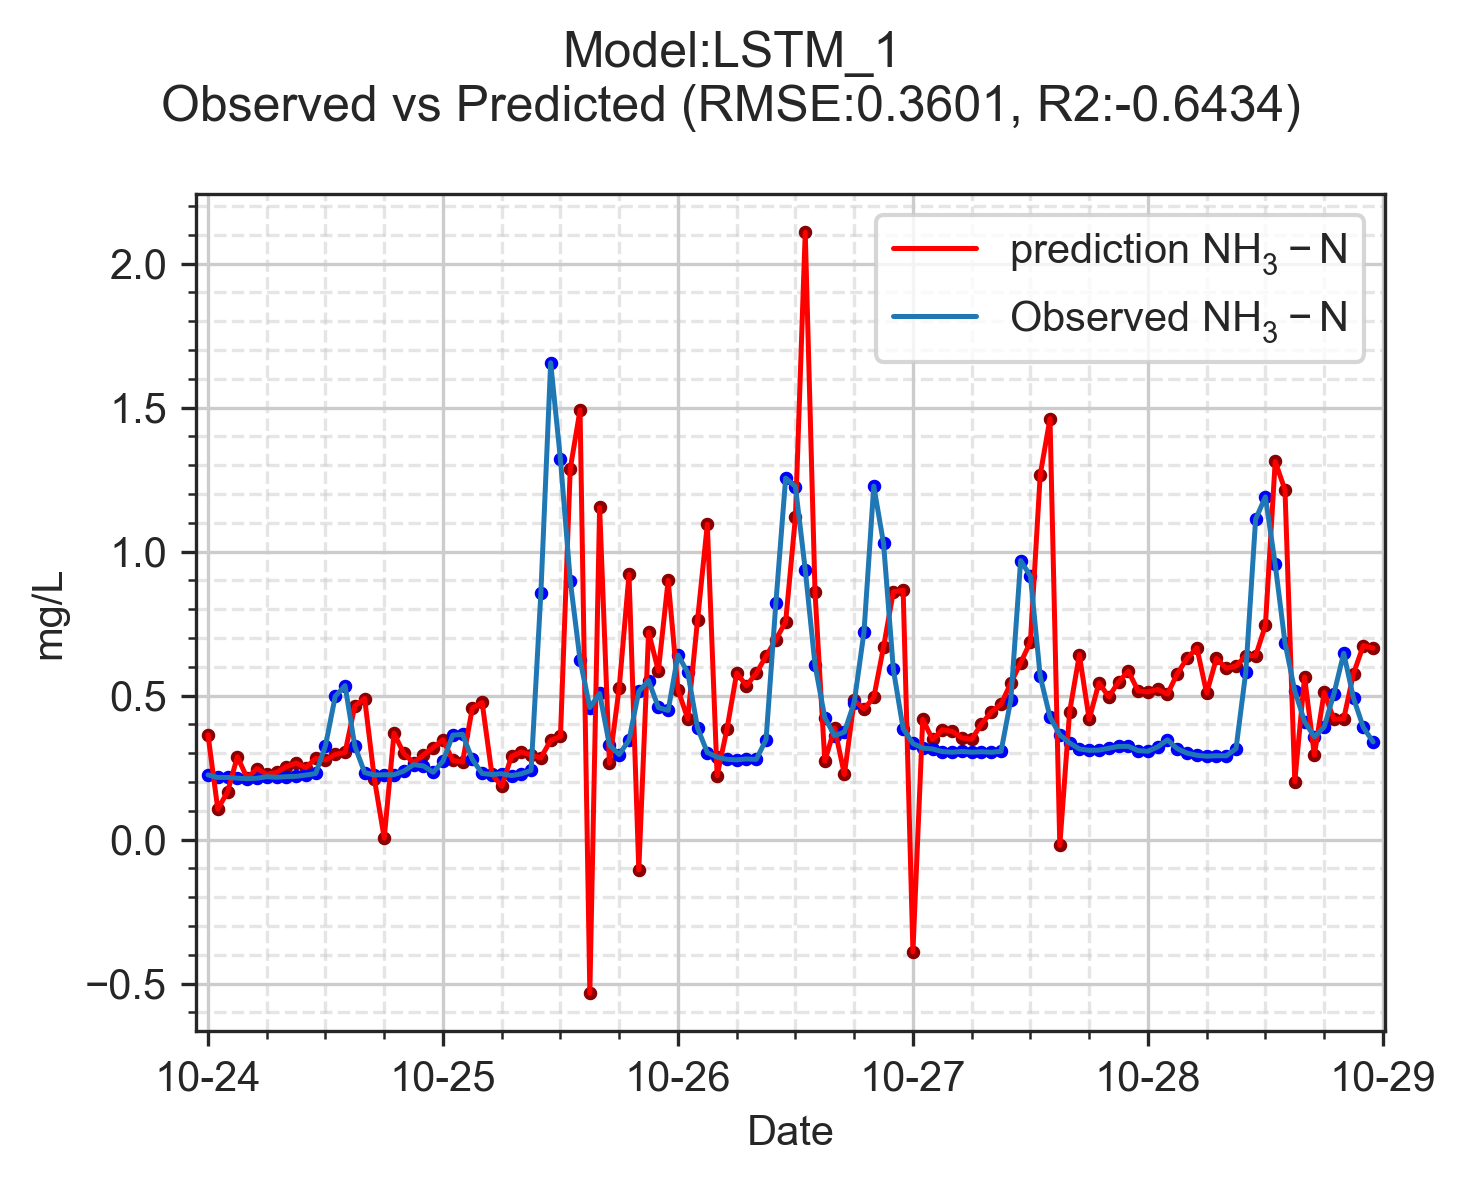 Model:LSTM_1
Observed vs Predicted (RMSE:0.3601, R2:-0.6434)
prediction NH₃ − N
Observed NH₃ − N
2.0
1.5
1.0
0.5
0.0
−0.5
mg/L
10-24 10-25 10-26 10-27 10-28 10-29
Date